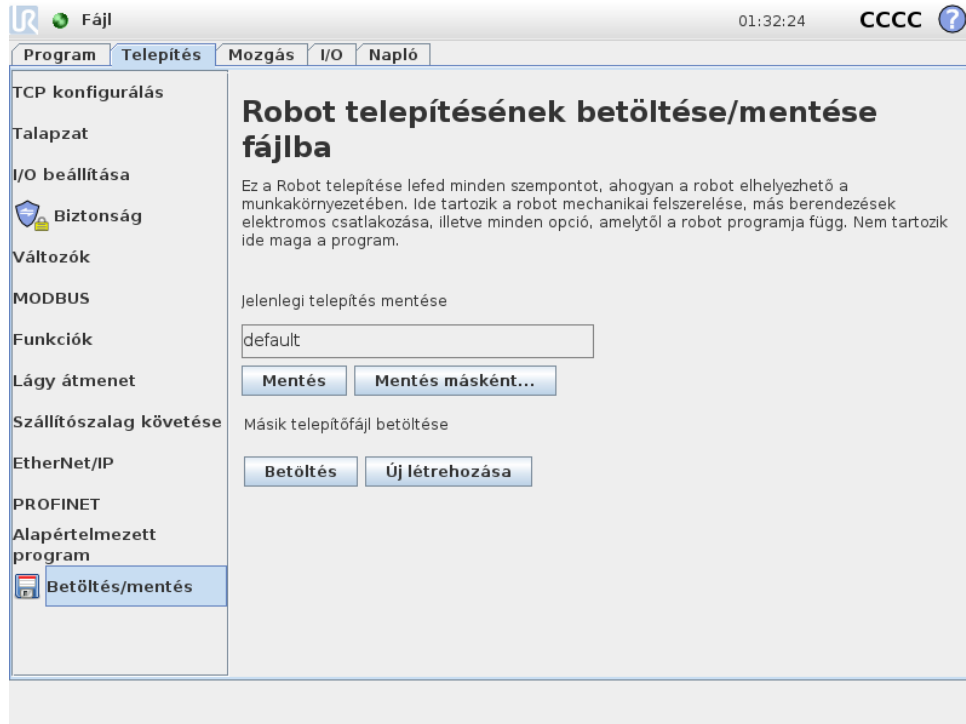 UR Fájl 01:32:24 CCCC ?
Program Telepítés Mozgás I/O Napló
TCP konfigurálás
Talapzat
I/O beállítása
Biztonság
Változók
MODBUS
Funkciók
Lágy átmenet
Szállítószalag követése
EtherNet/IP
PROFINET
Alapértelmezett
program
Betöltés/mentés
Robot telepítésének betöltése/mentése
fájlba
Ez a Robot telepítése lefed minden szempontot, ahogyan a robot elhelyezhető a
munkakörnyezetében. Ide tartozik a robot mechanikai felszerelése, más berendezések
elektromos csatlakozása, illetve minden opció, amelytől a robot programja függ. Nem tartozik
ide maga a program.
Jelenlegi telepítés mentése
default
Mentés Mentés másként...
Másik telepítőfájl betöltése
Betöltés Új létrehozása